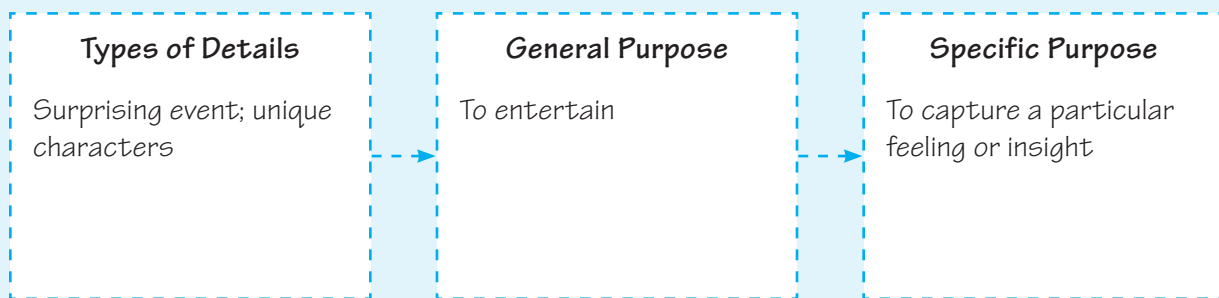 Types of Details
Surprising event; unique
characters
General Purpose
To entertain
Specific Purpose
To capture a particular
feeling or insight